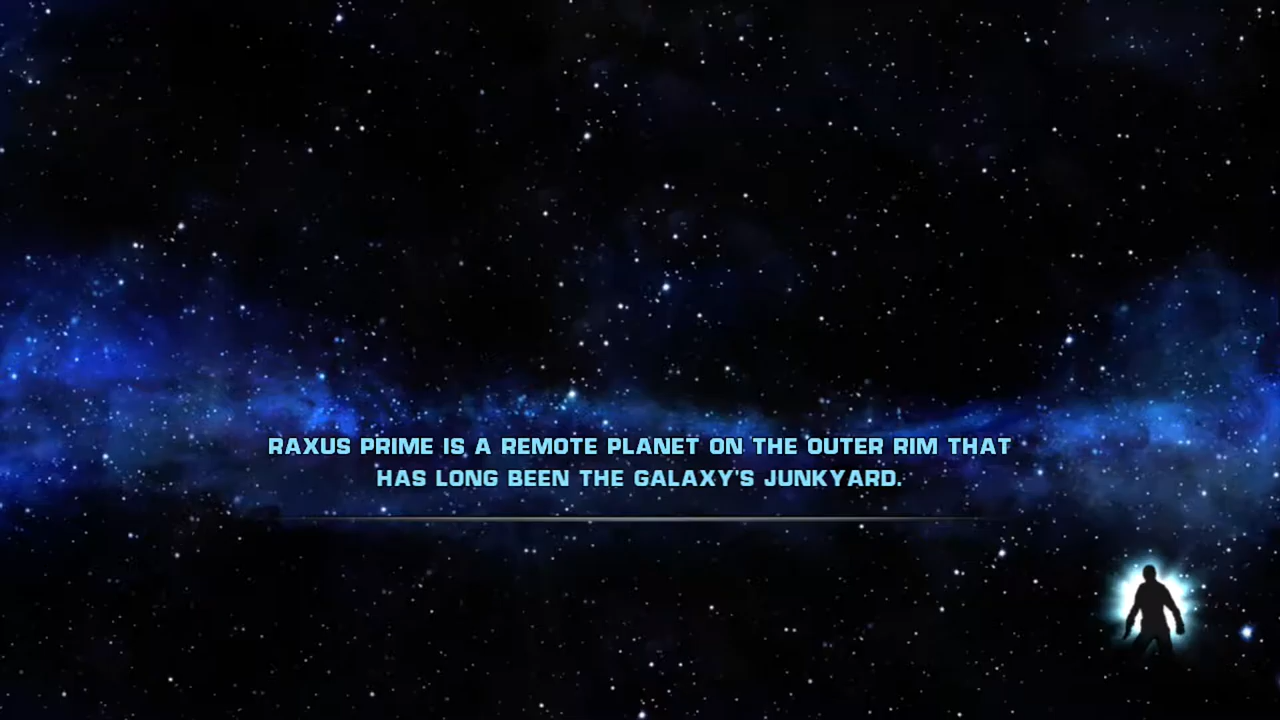 RAXUS PRIME IS A REMOTE PLANET ON THE OUTER RIM THAT
HAS LONG BEEN THE GALAXY'S JUNKYARD.